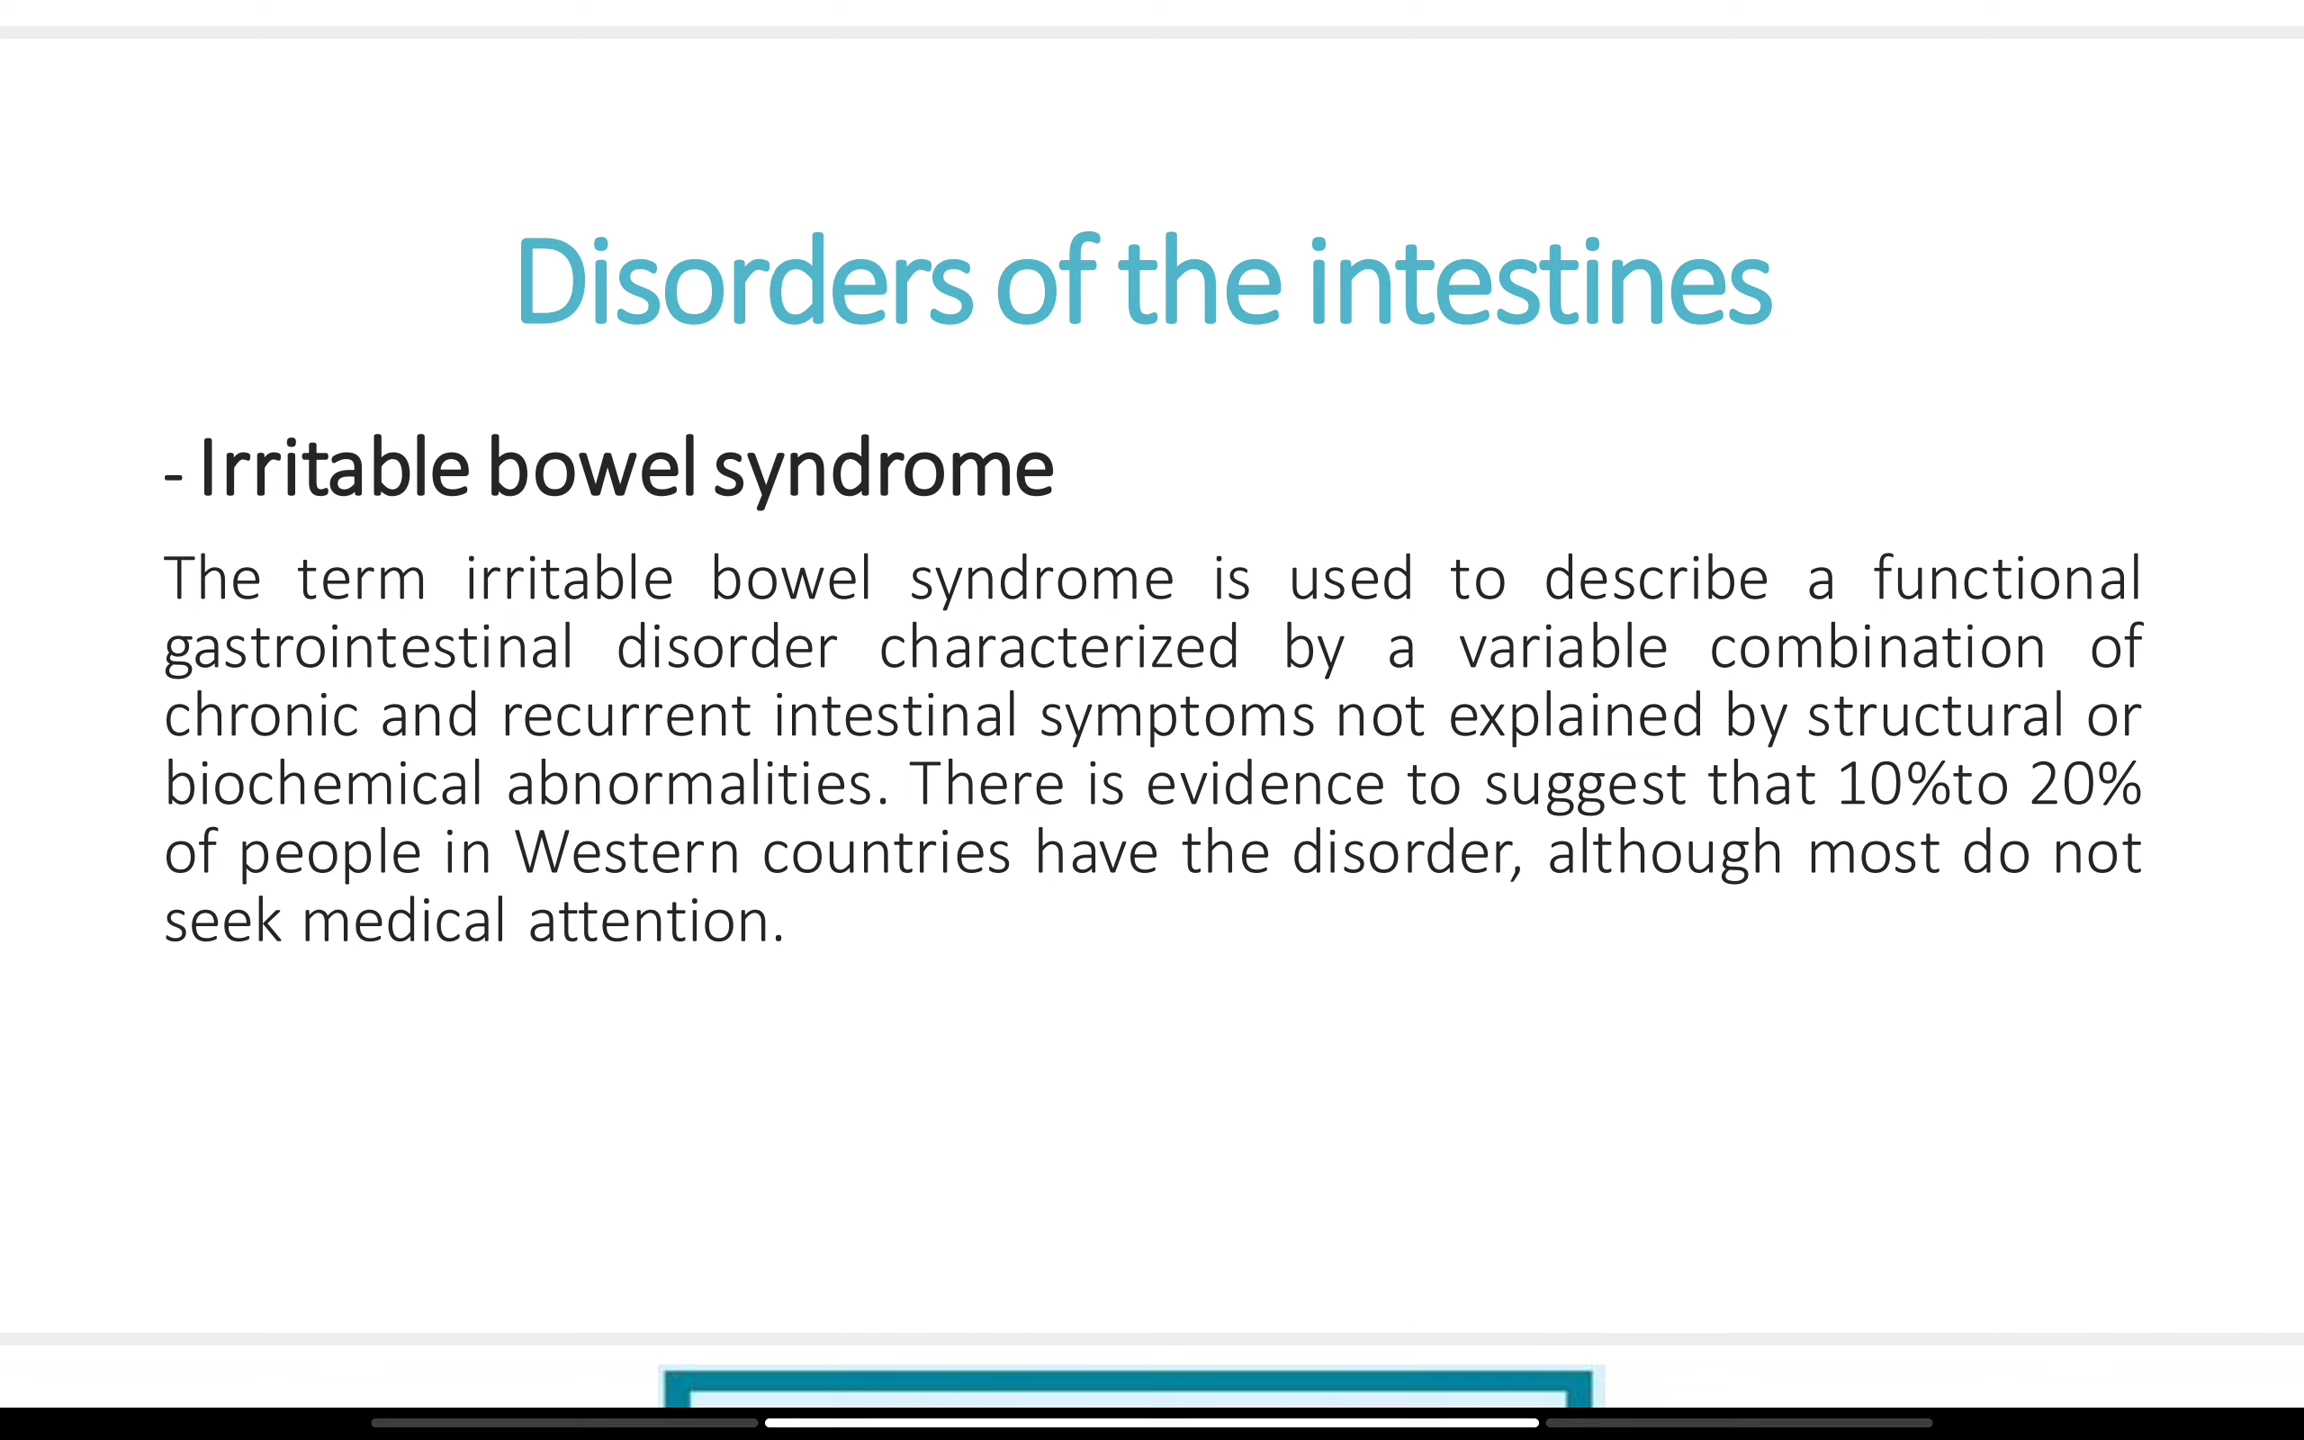 Disorders of the intestines
- Irritable bowel syndrome
The term irritable bowel syndrome is used to describe a functional
gastrointestinal disorder characterized by a variable combination of
chronic and recurrent intestinal symptoms not explained by structural or
biochemical abnormalities. There is evidence to suggest that 10%to 20%
of people in Western countries have the disorder, although most do not
seek medical attention.